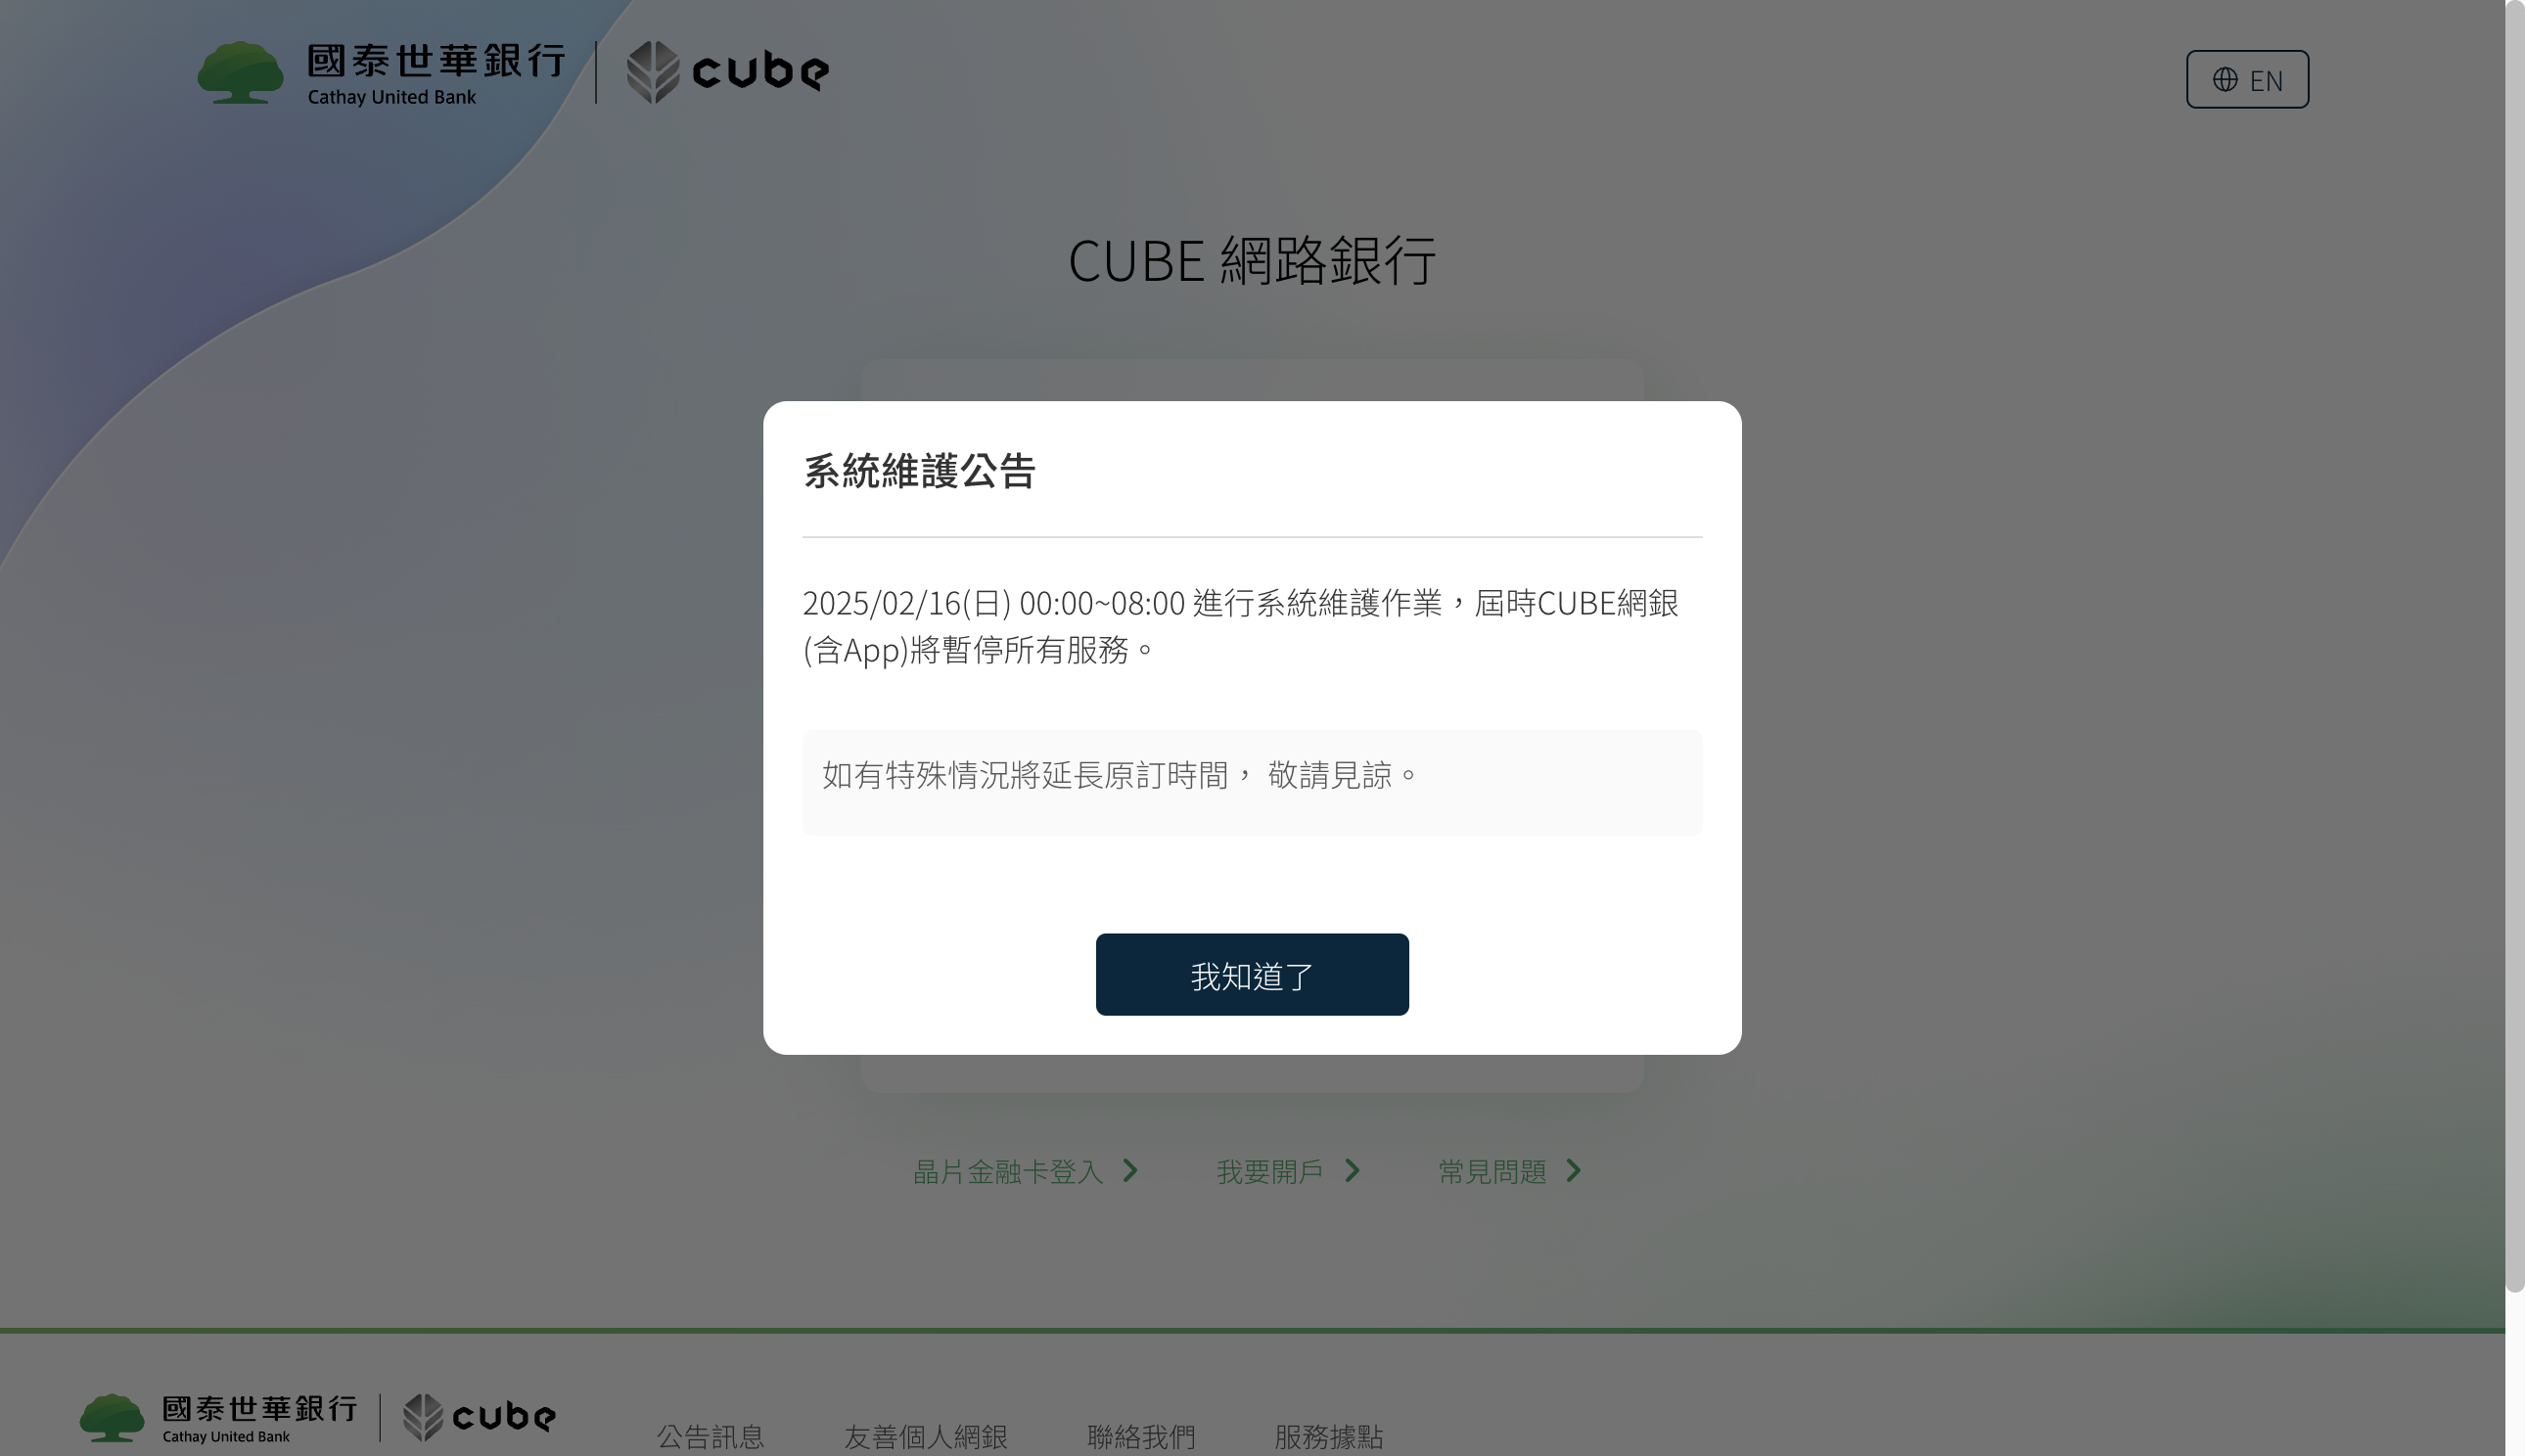 國泰世華銀行
Cathay United Bank
cube
EN
CUBE 網路銀行
系統維護公告
2025/02/16(日) 00:00~08:00 進行系統維護作業，屆時CUBE網銀
(含App)將暫停所有服務。
如有特殊情況將延長原訂時間， 敬請見諒。
我知道了
晶片金融卡登入
我要開戶
常見問題
國泰世華銀行
Cathay United Bank
cube
公告訊息
友善個人網銀
聯絡我們
服務據點